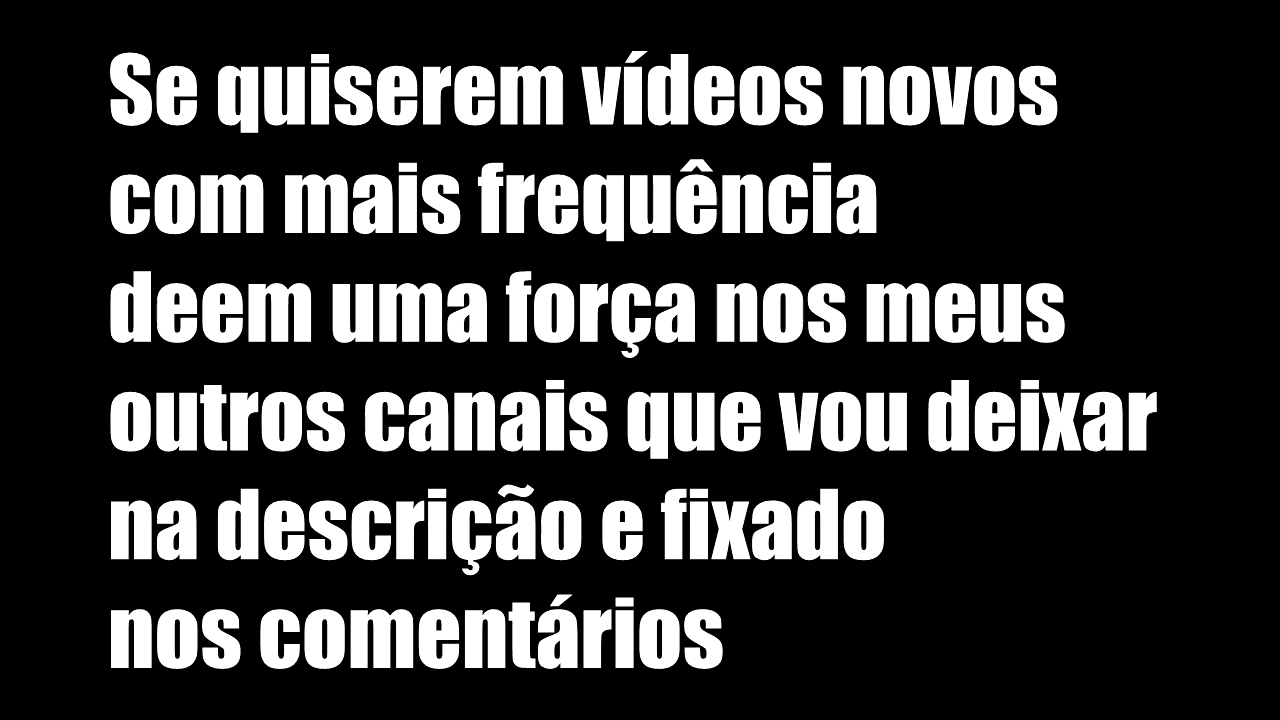 Se quiserem vídeos novos
com mais frequência
deem uma força nos meus
outros canais que vou deixar
na descrição e fixado
nos comentários